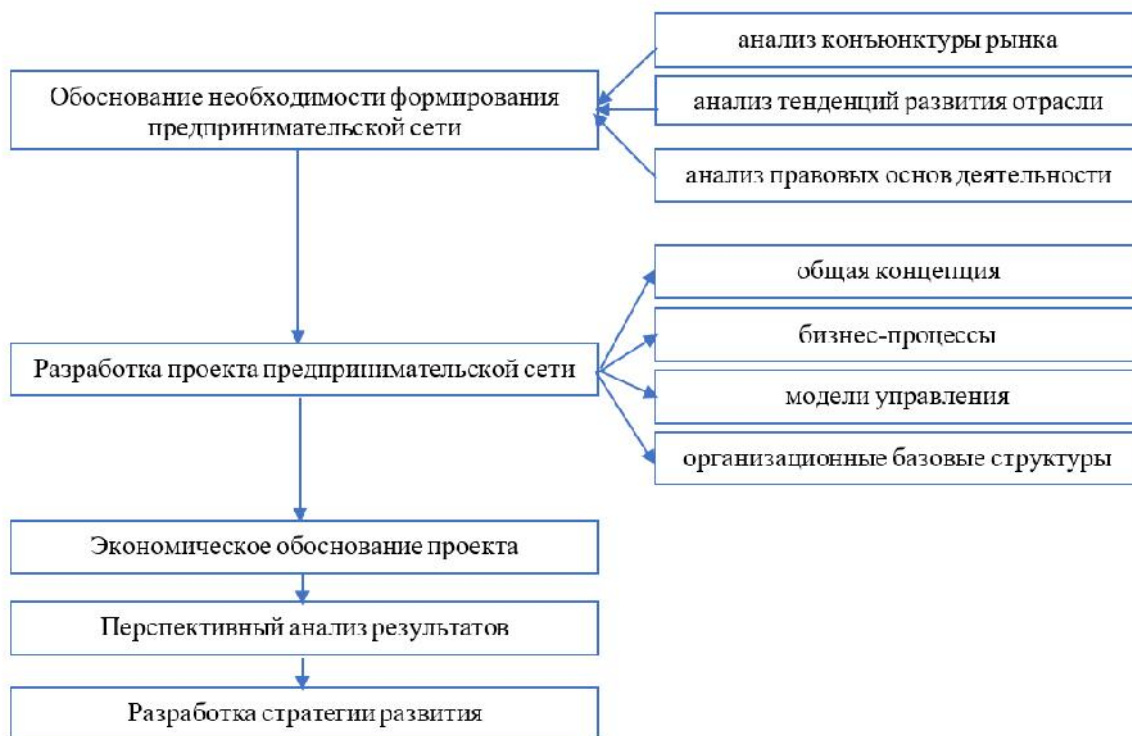 Обоснование необходимости формирования
предпринимательской сети
анализ конъюнктуры рынка
анализ тенденций развития отрасли
анализ правовых основ деятельности
Разработка проекта предпринимательской сети
общая концепция
бизнес-процессы
модели управления
организационные базовые структуры
Экономическое обоснование проекта
Перспективный анализ результатов
Разработка стратегии развития